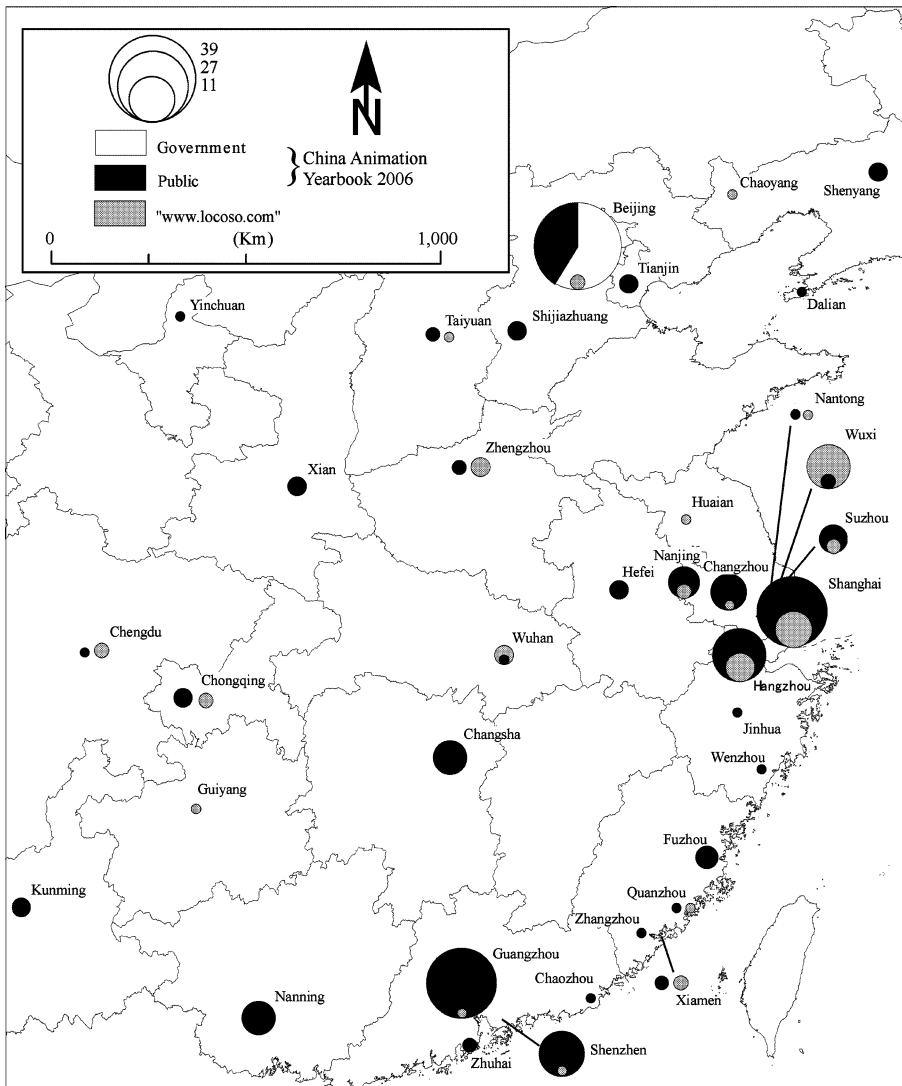 39
27
11
N
Government
Public
"www.locoso.com"
} China Animation
Yearbook 2006
0 (Km) 1,000
Chaoyang
Shenyang
Beijing
Tianjin
Dalian
Yinchuan
Taiyuan
Shijiazhuang
Nantong
Wuxi
Zhengzhou
Xian
Huaian
Suzhou
Nanjing
Changzhou
Hefei
Shanghai
Chengdu
Wuhan
Chongqing
Hangzhou
Jinhua
Changsha
Wenzhou
Guiyang
Fuzhou
Kunming
Quanzhou
Zhangzhou
Guangzhou
Chaozhou
Xiamen
Nanning
Shenzhen
Zhuhai